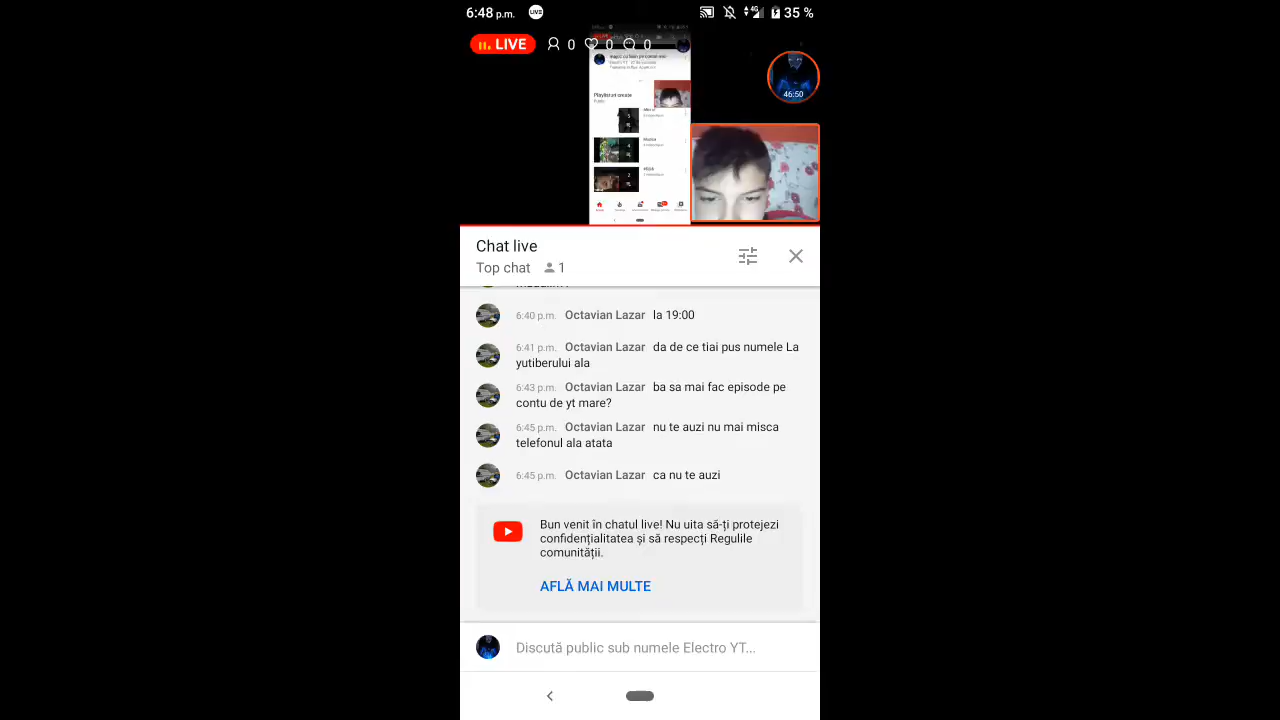 6:48 p.m. LIVE 4G 35 %
LIVE 0 0 0
46:50
Chat live
Top chat 1
6:40 p.m. Octavian Lazar la 19:00
6:41 p.m. Octavian Lazar da de ce tiai pus numele La
yutiberului ala
6:43 p.m. Octavian Lazar ba sa mai fac episode pe
contu de yt mare?
6:45 p.m. Octavian Lazar nu te auzi nu mai misca
telefonul ala atata
6:45 p.m. Octavian Lazar ca nu te auzi
Bun venit în chatul live! Nu uita să-ți protejezi
confidențialitatea și să respecți Regulile
comunității.
AFLĂ MAI MULTE
Discută public sub numele Electro YT...